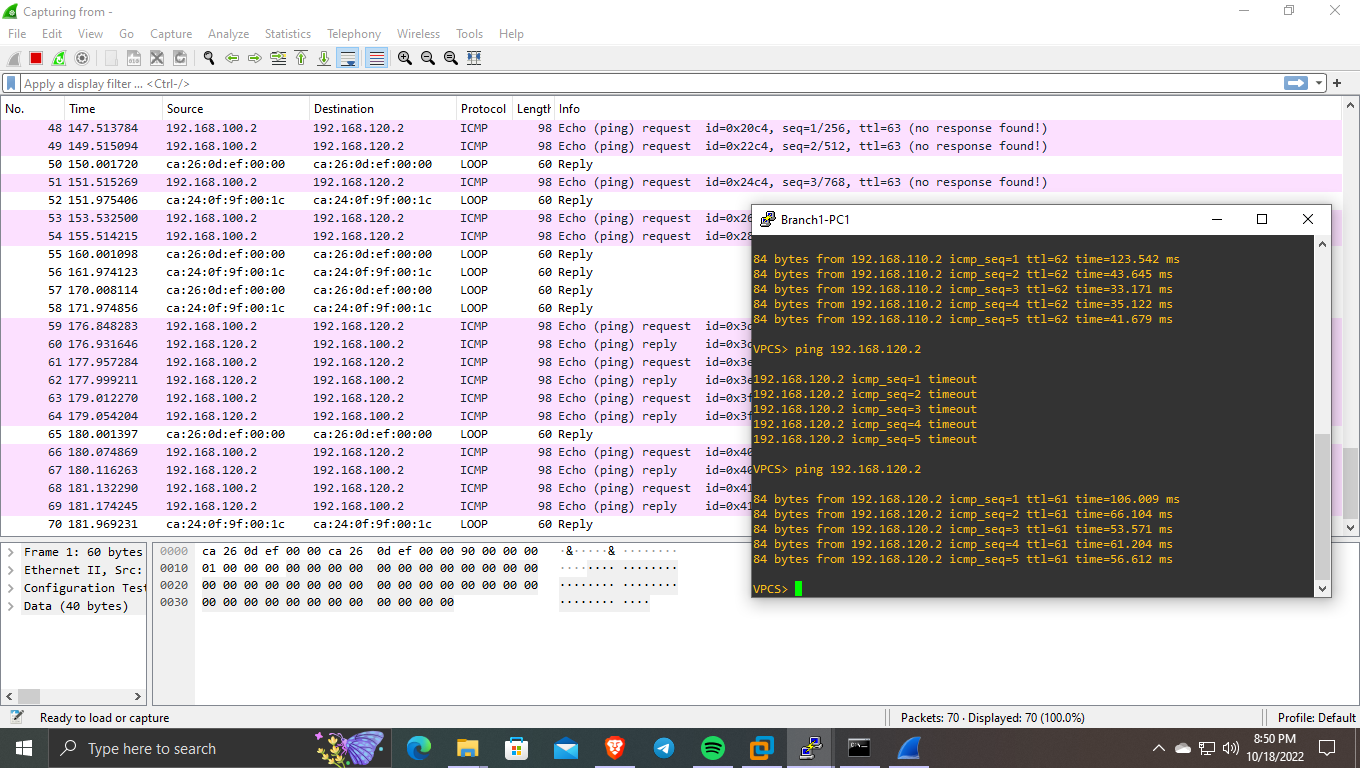 Capturing from -
File Edit View Go Capture Analyze Statistics Telephony Wireless Tools Help
Apply a display filter ... <Ctrl-/>
No. Time Source Destination Protocol Length Info
48 147.513784 192.168.100.2 192.168.120.2 ICMP 98 Echo (ping) request id=0x20c4, seq=1/256, ttl=63 (no response found!)
49 149.515094 192.168.100.2 192.168.120.2 ICMP 98 Echo (ping) request id=0x22c4, seq=2/512, ttl=63 (no response found!)
50 150.001720 ca:26:0d:ef:00:00 ca:26:0d:ef:00:00 LOOP 60 Reply
51 151.515269 192.168.100.2 192.168.120.2 ICMP 98 Echo (ping) request id=0x24c4, seq=3/768, ttl=63 (no response found!)
52 151.975406 ca:24:0f:9f:00:1c ca:24:0f:9f:00:1c LOOP 60 Reply
53 153.532500 192.168.100.2 192.168.120.2 ICMP 98 Echo (ping) request id=0x26
54 155.514215 192.168.100.2 192.168.120.2 ICMP 98 Echo (ping) request id=0x28
55 160.001098 ca:26:0d:ef:00:00 ca:26:0d:ef:00:00 LOOP 60 Reply
56 161.974123 ca:24:0f:9f:00:1c ca:24:0f:9f:00:1c LOOP 60 Reply
57 170.008114 ca:26:0d:ef:00:00 ca:26:0d:ef:00:00 LOOP 60 Reply
58 171.974856 ca:24:0f:9f:00:1c ca:24:0f:9f:00:1c LOOP 60 Reply
59 176.848283 192.168.100.2 192.168.120.2 ICMP 98 Echo (ping) request id=0x3
60 176.931646 192.168.120.2 192.168.100.2 ICMP 98 Echo (ping) reply id=0x3
61 177.957284 192.168.100.2 192.168.120.2 ICMP 98 Echo (ping) request id=0x3
62 177.999211 192.168.120.2 192.168.100.2 ICMP 98 Echo (ping) reply id=0x3
63 179.012270 192.168.100.2 192.168.120.2 ICMP 98 Echo (ping) request id=0x3f
64 179.054204 192.168.120.2 192.168.100.2 ICMP 98 Echo (ping) reply id=0x3f
65 180.001397 ca:26:0d:ef:00:00 ca:26:0d:ef:00:00 LOOP 60 Reply
66 180.074869 192.168.100.2 192.168.120.2 ICMP 98 Echo (ping) request id=0x40
67 180.116263 192.168.120.2 192.168.100.2 ICMP 98 Echo (ping) reply id=0x40
68 181.132290 192.168.100.2 192.168.120.2 ICMP 98 Echo (ping) request id=0x41
69 181.174245 192.168.120.2 192.168.100.2 ICMP 98 Echo (ping) reply id=0x41
70 181.969231 ca:24:0f:9f:00:1c ca:24:0f:9f:00:1c LOOP 60 Reply
Branch1-PC1
84 bytes from 192.168.110.2 icmp_seq=1 ttl=62 time=123.542 ms
84 bytes from 192.168.110.2 icmp_seq=2 ttl=62 time=43.645 ms
84 bytes from 192.168.110.2 icmp_seq=3 ttl=62 time=33.171 ms
84 bytes from 192.168.110.2 icmp_seq=4 ttl=62 time=35.122 ms
84 bytes from 192.168.110.2 icmp_seq=5 ttl=62 time=41.679 ms
VPCS> ping 192.168.120.2
192.168.120.2 icmp_seq=1 timeout
192.168.120.2 icmp_seq=2 timeout
192.168.120.2 icmp_seq=3 timeout
192.168.120.2 icmp_seq=4 timeout
192.168.120.2 icmp_seq=5 timeout
VPCS> ping 192.168.120.2
84 bytes from 192.168.120.2 icmp_seq=1 ttl=61 time=106.009 ms
84 bytes from 192.168.120.2 icmp_seq=2 ttl=61 time=66.104 ms
84 bytes from 192.168.120.2 icmp_seq=3 ttl=61 time=53.571 ms
84 bytes from 192.168.120.2 icmp_seq=4 ttl=61 time=61.204 ms
84 bytes from 192.168.120.2 icmp_seq=5 ttl=61 time=56.612 ms
VPCS>
Frame 1: 60 bytes
Ethernet II, Src:
Configuration Test
Data (40 bytes)
0000 ca 26 0d ef 00 00 ca 26 0d ef 00 00 90 00 00 00 ·&·····& ········
0010 01 00 00 00 00 00 00 00 00 00 00 00 00 00 00 00 ········ ········
0020 00 00 00 00 00 00 00 00 00 00 00 00 00 00 00 00 ········ ········
0030 00 00 00 00 00 00 00 00 00 00 00 00 ········ ····
Ready to load or capture
Packets: 70 · Displayed: 70 (100.0%)
Profile: Default
Type here to search
8:50 PM
10/18/2022